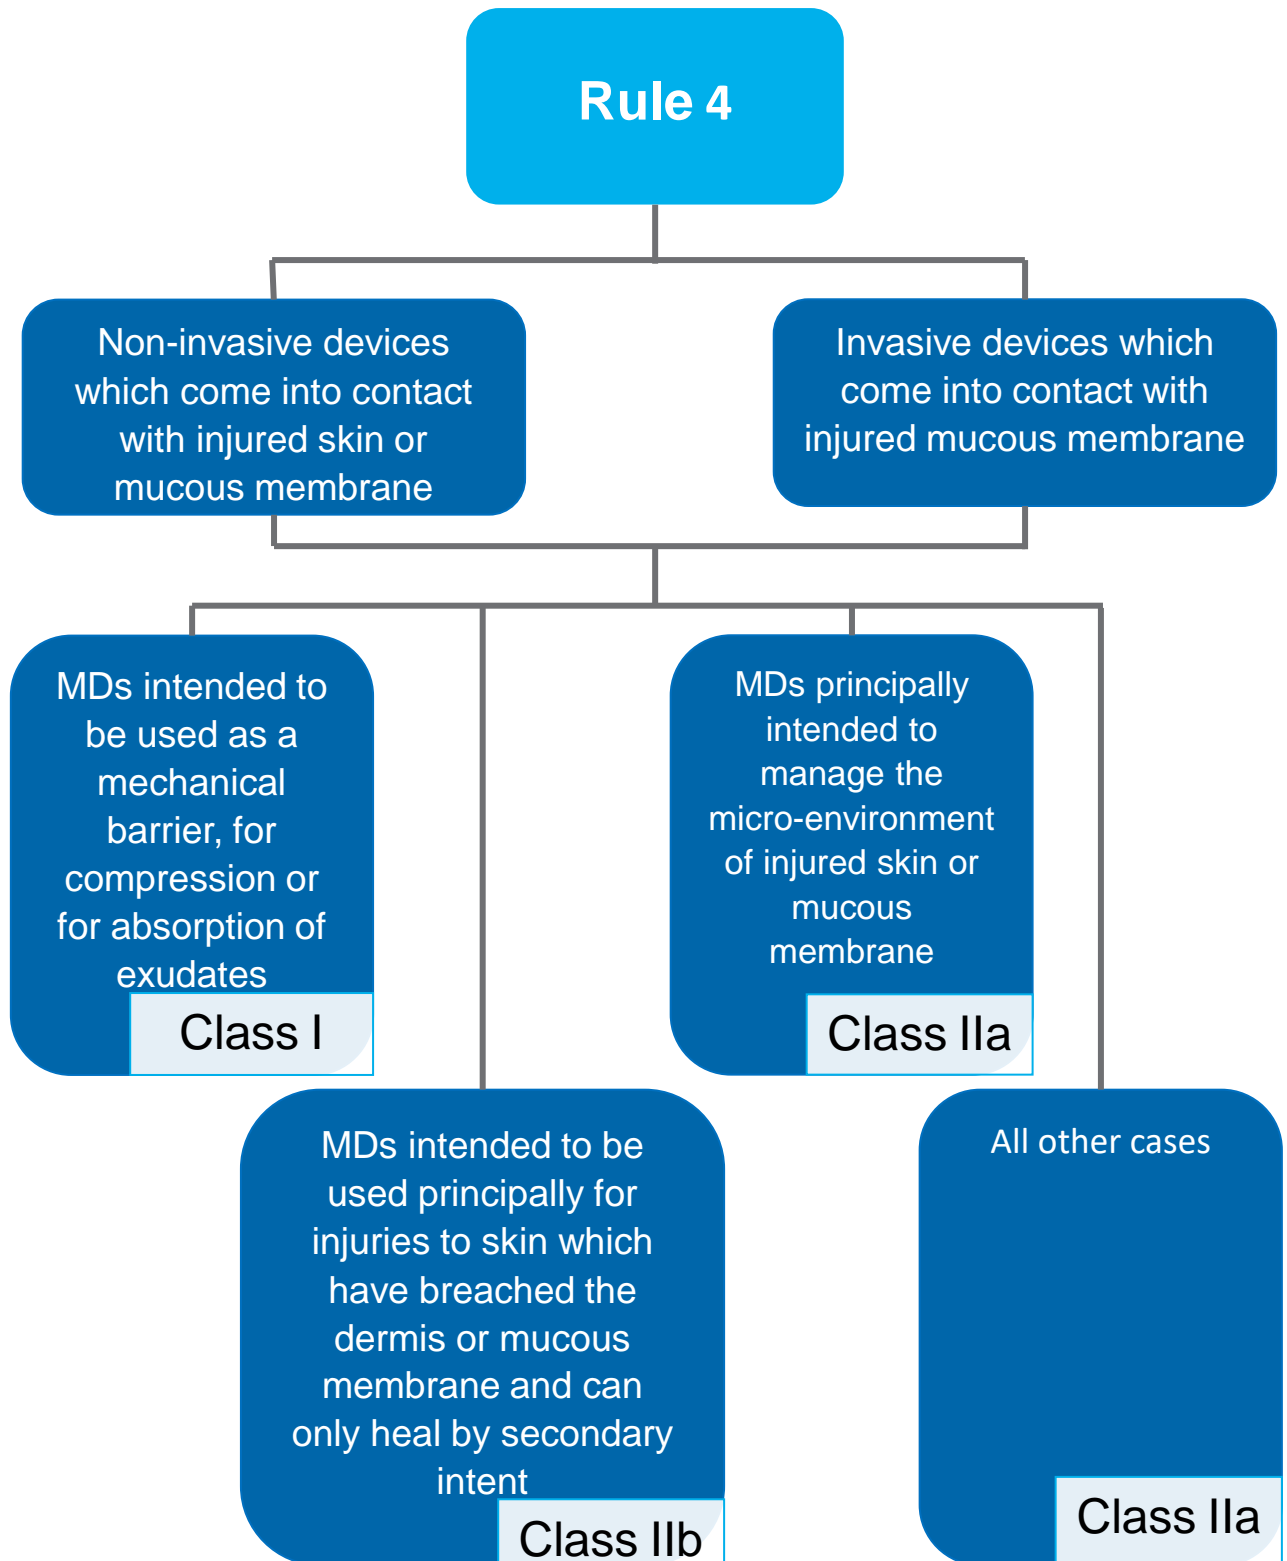 Rule 4
Non-invasive devices
which come into contact
with injured skin or
mucous membrane
Invasive devices which
come into contact with
injured mucous membrane
MDs intended to
be used as a
mechanical
barrier, for
compression or
for absorption of
exudates
Class I
MDs principally
intended to
manage the
micro-environment
of injured skin or
mucous
membrane
Class IIa
MDs intended to be
used principally for
injuries to skin which
have breached the
dermis or mucous
membrane and can
only heal by secondary
intent
Class IIb
All other cases
Class IIa